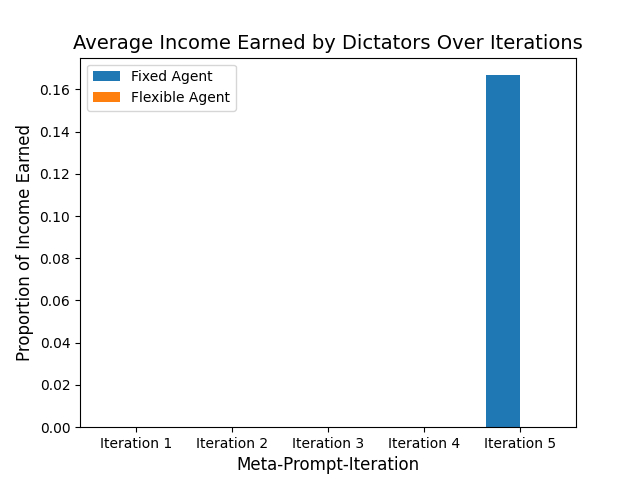 Average Income Earned by Dictators Over Iterations
Fixed Agent
Flexible Agent
Proportion of Income Earned
0.16
0.14
0.12
0.10
0.08
0.06
0.04
0.02
0.00
Iteration 1
Iteration 2
Iteration 3
Iteration 4
Iteration 5
Meta-Prompt-Iteration